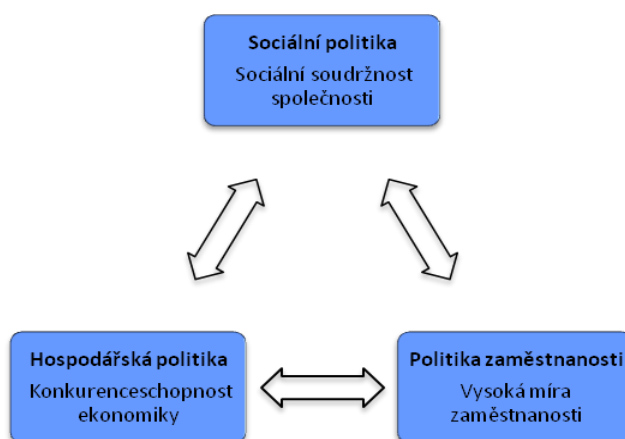 Sociální politika
Sociální soudržnost
společnosti
Hospodářská politika
Konkurenceschopnost
ekonomiky
Politika zaměstnanosti
Vysoká míra
zaměstnanosti